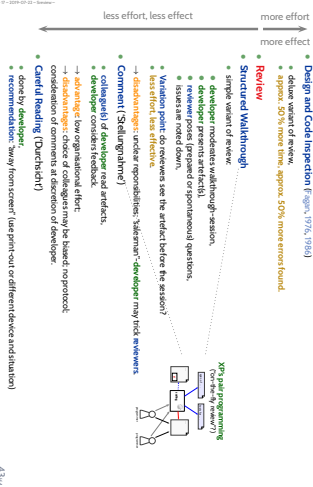 – 2019-07-22 –
less effort, less effect
more effort
more effect
• Design and Code Inspection (Fagan, 1976, 1986)
• deluxe variant of review,
• approx. 50% more time, approx. 50% more errors found.
• Review
• Structured Walkthrough
• simple variant of review:
• developer moderates walkthrough-session,
• developer presents artefact(s),
• reviewer poses (prepared or spontaneous) questions,
• issues are noted down,
• Variation point: do reviewers see the artefact before the session?
• less effort, less effective.
→ disadvantages: unclear reponsibilities; "salesman"-developer may trick reviewers.
• Comment ('Stellungnahme')
• colleague(s) of developer read artefacts,
• developer considers feedback.
→ advantage: low organisational effort;
→ disadvantages: choice of colleagues may be biased; no protocol;
consideration of comments at discretion of developer.
• Careful Reading ('Durchsicht')
• done by developer,
• recommendation: "away from screen" (use print-out or different device and situation)
XP's pair programming
('on-the-fly review'?)